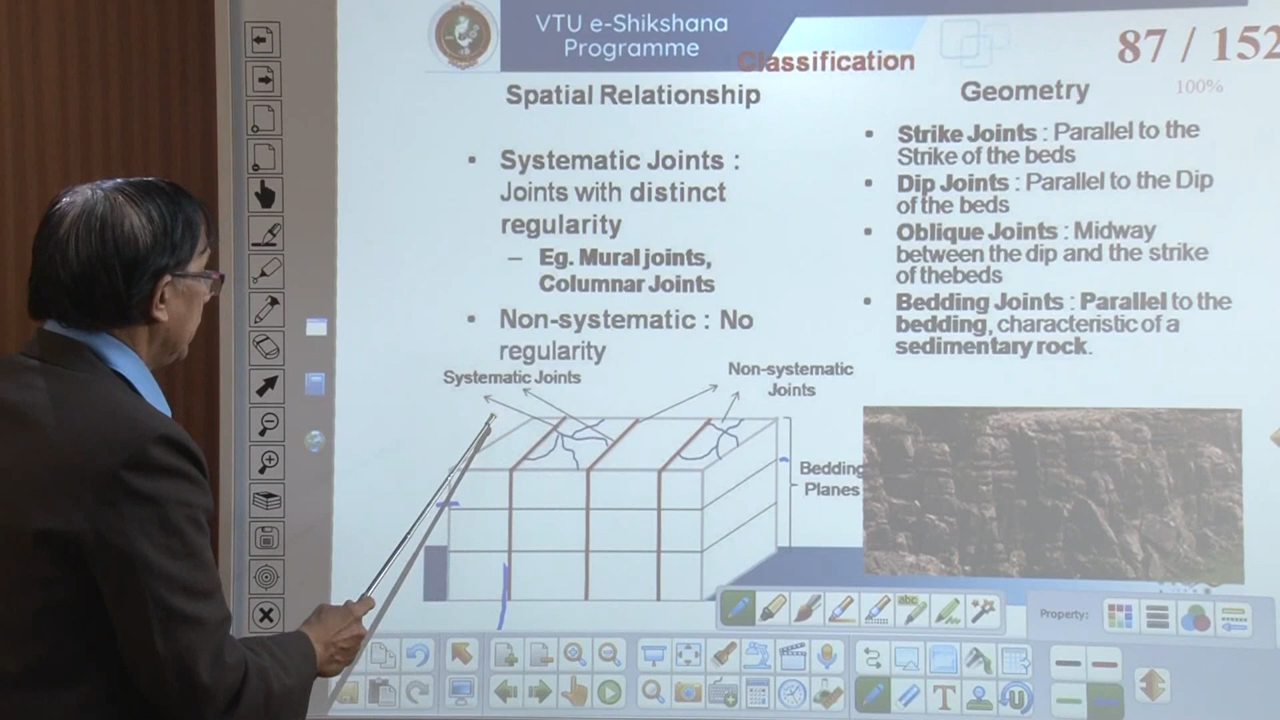 VTU e-Shikshana
Programme
87 / 152
Classification
100%
Spatial Relationship
• Systematic Joints :
Joints with distinct
regularity
– Eg. Mural joints,
Columnar Joints
• Non-systematic : No
regularity
Geometry
• Strike Joints : Parallel to the
Strike of the beds
• Dip Joints : Parallel to the Dip
of the beds
• Oblique Joints : Midway
between the dip and the strike
of thebeds
• Bedding Joints : Parallel to the
bedding, characteristic of a
sedimentary rock.
Systematic Joints
Non-systematic
Joints
Bedding
Planes
abc
Property:
T